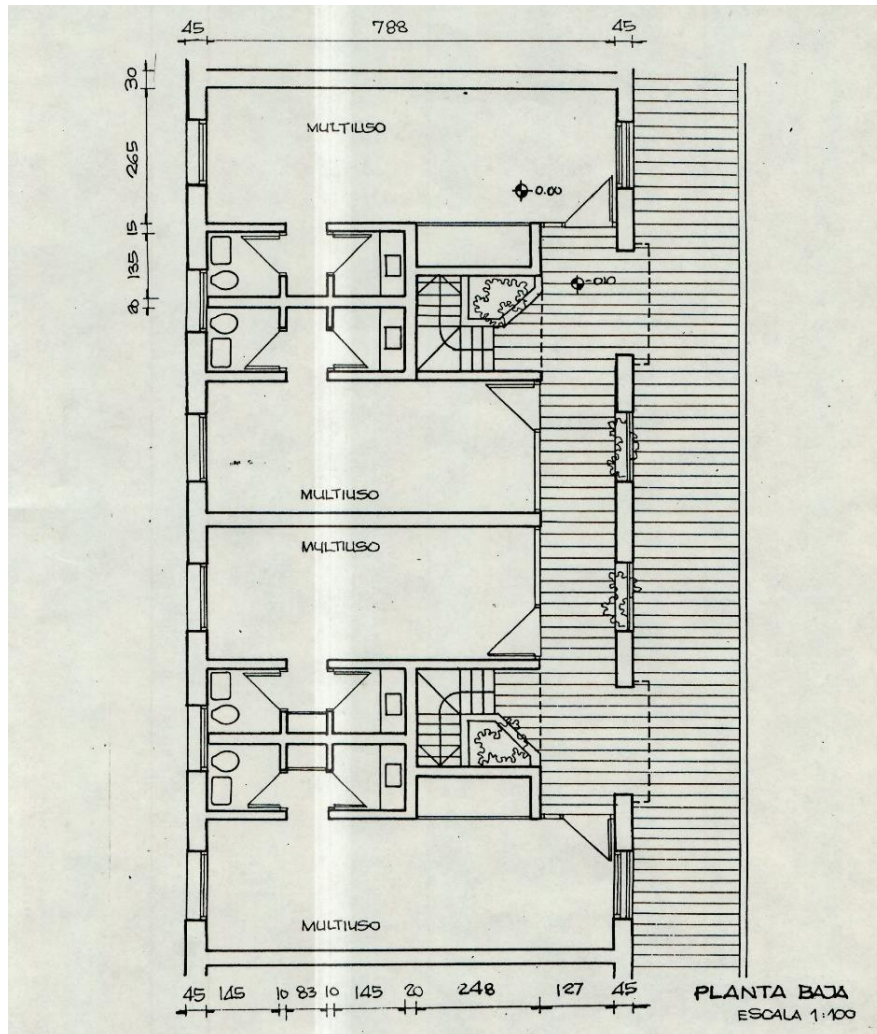 45 788 45
30
265
15
135
20
MULTIUSO
-0.00
-0.10
MULTIUSO
MULTIUSO
MULTIUSO
45 145 10 83 10 145 20 248 127 45
PLANTA BAJA
ESCALA 1:100